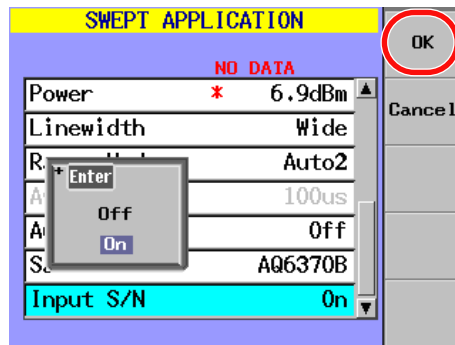 SWEPT APPLICATION
NO DATA
Power * 6.9dBm
Linewidth Wide
Auto2
100us
Off
AQ6370B
Input S/N On
+ Enter
Off
On
OK
Cancel